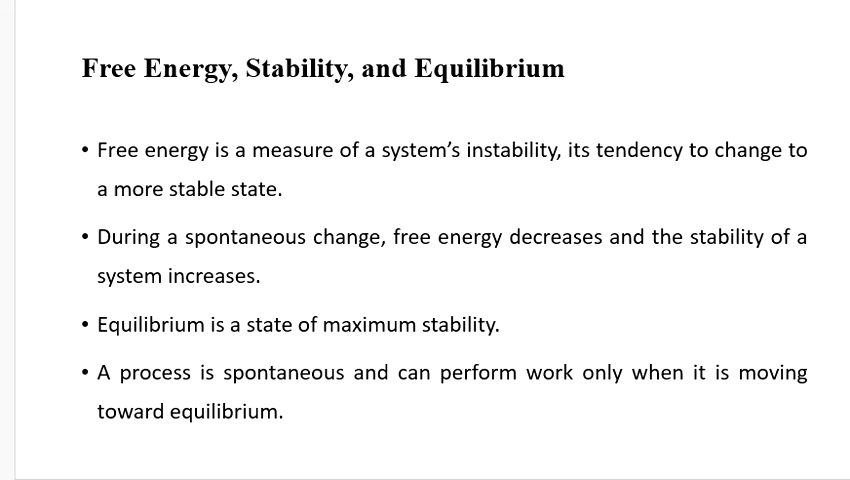 Free Energy, Stability, and Equilibrium
• Free energy is a measure of a system’s instability, its tendency to change to
a more stable state.
• During a spontaneous change, free energy decreases and the stability of a
system increases.
• Equilibrium is a state of maximum stability.
• A process is spontaneous and can perform work only when it is moving
toward equilibrium.